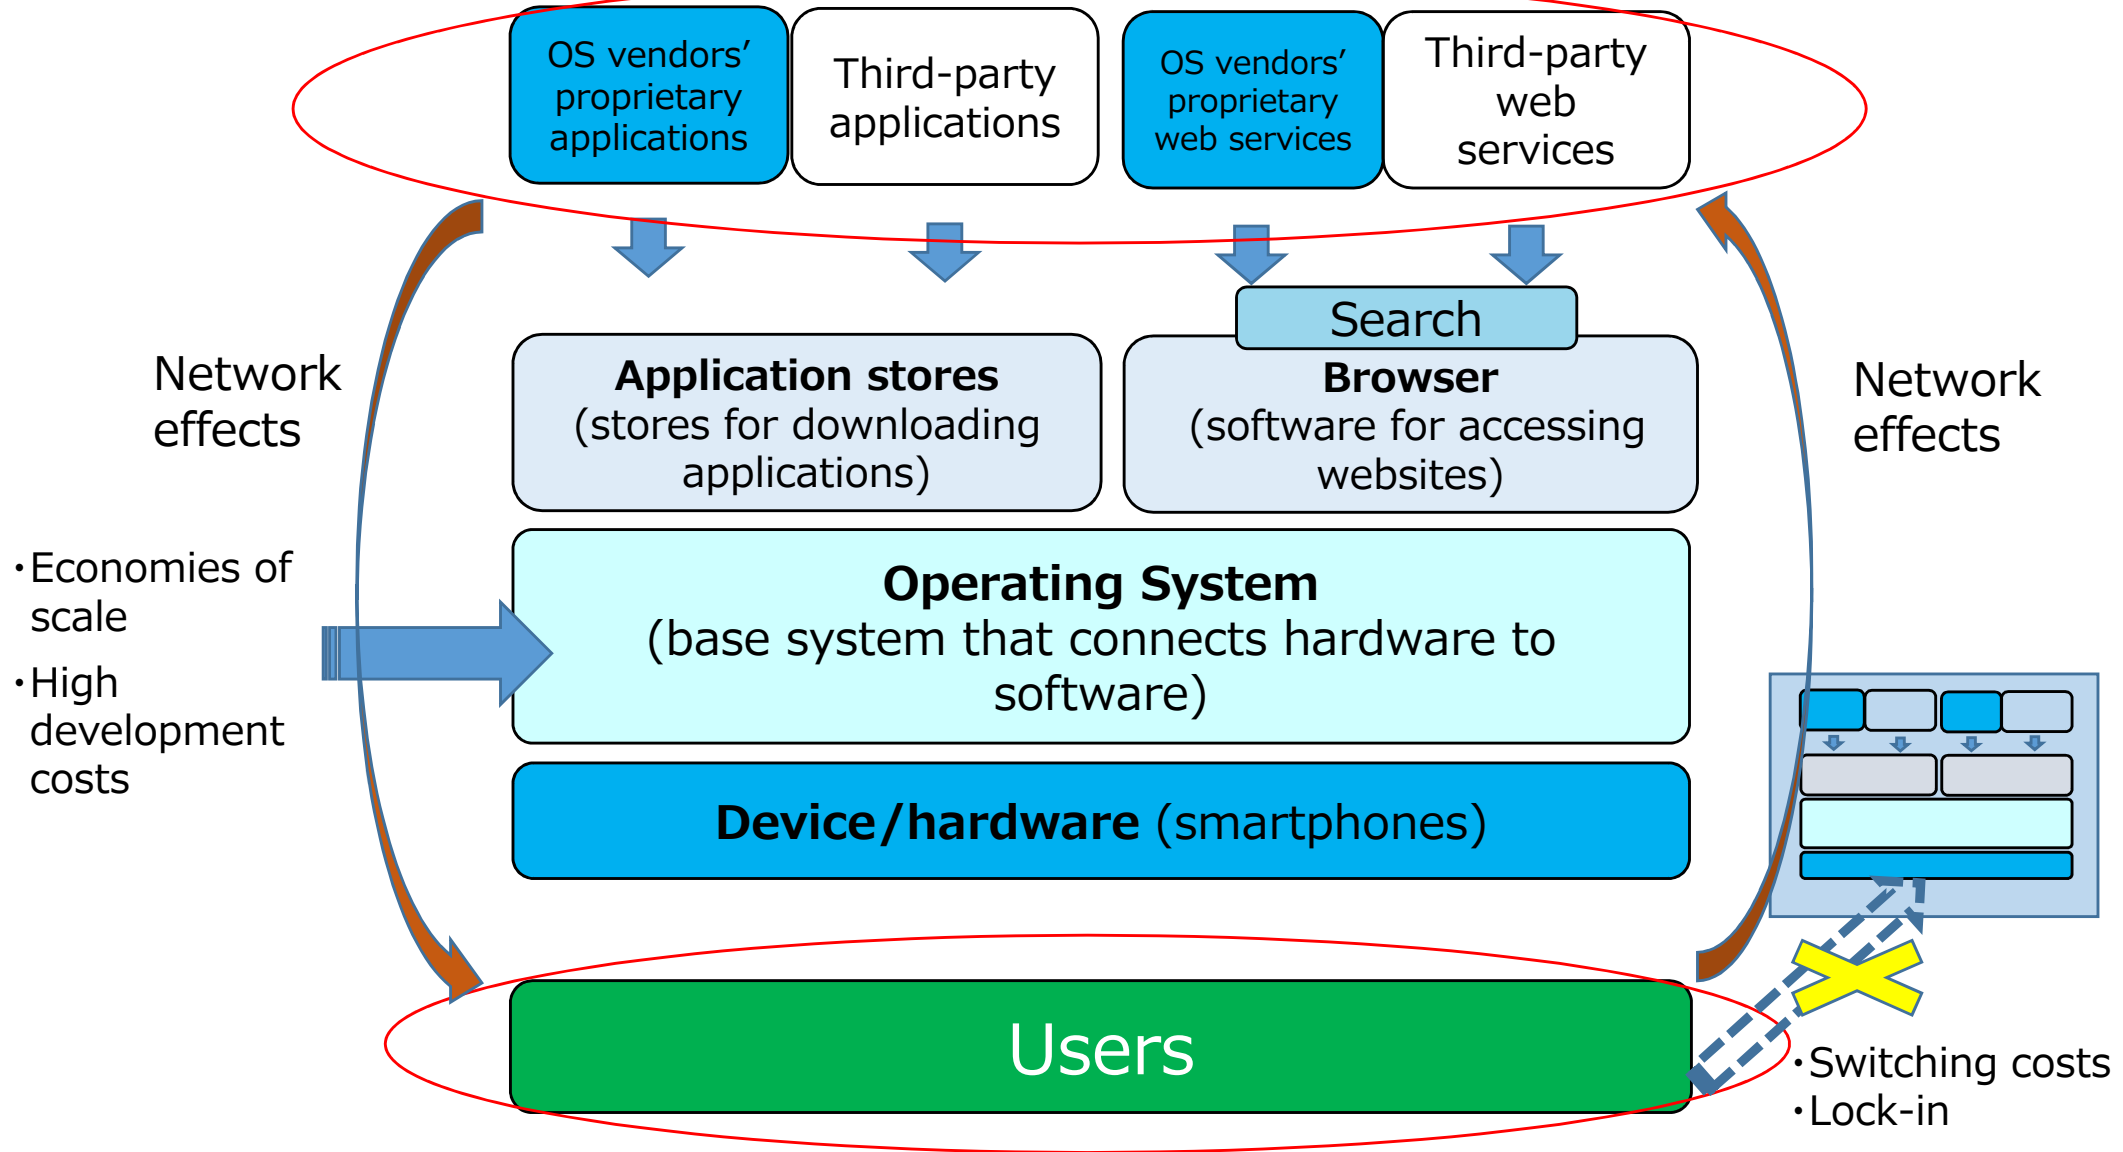 OS vendors’
proprietary
applications
Third-party
applications
OS vendors’
proprietary
web services
Third-party
web
services
Search
Network
effects
Application stores
(stores for downloading
applications)
Browser
(software for accessing
websites)
Network
effects
・Economies of
scale
・High
development
costs
Operating System
(base system that connects hardware to
software)
Device/hardware (smartphones)
Users
・Switching costs
・Lock-in